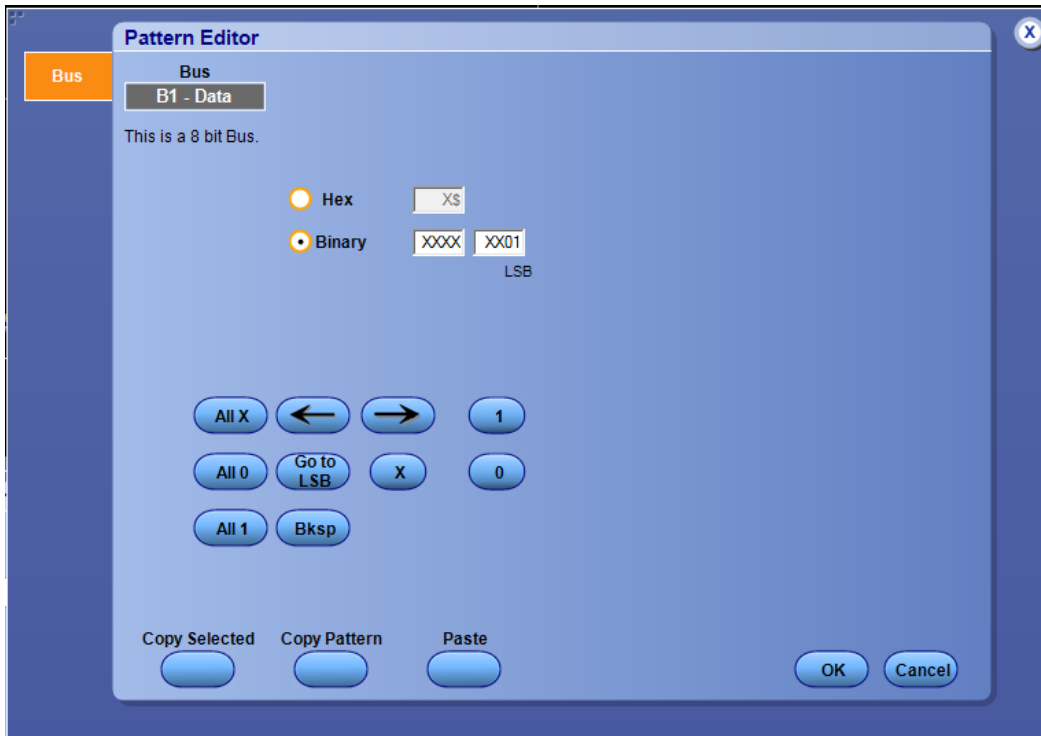 Pattern Editor
X
Bus
Bus
B1 - Data
This is a 8 bit Bus.
Hex X$
Binary XXXX XX01
LSB
All X 1
All 0 Go to LSB X 0
All 1 Bksp
Copy Selected Copy Pattern Paste
OK Cancel